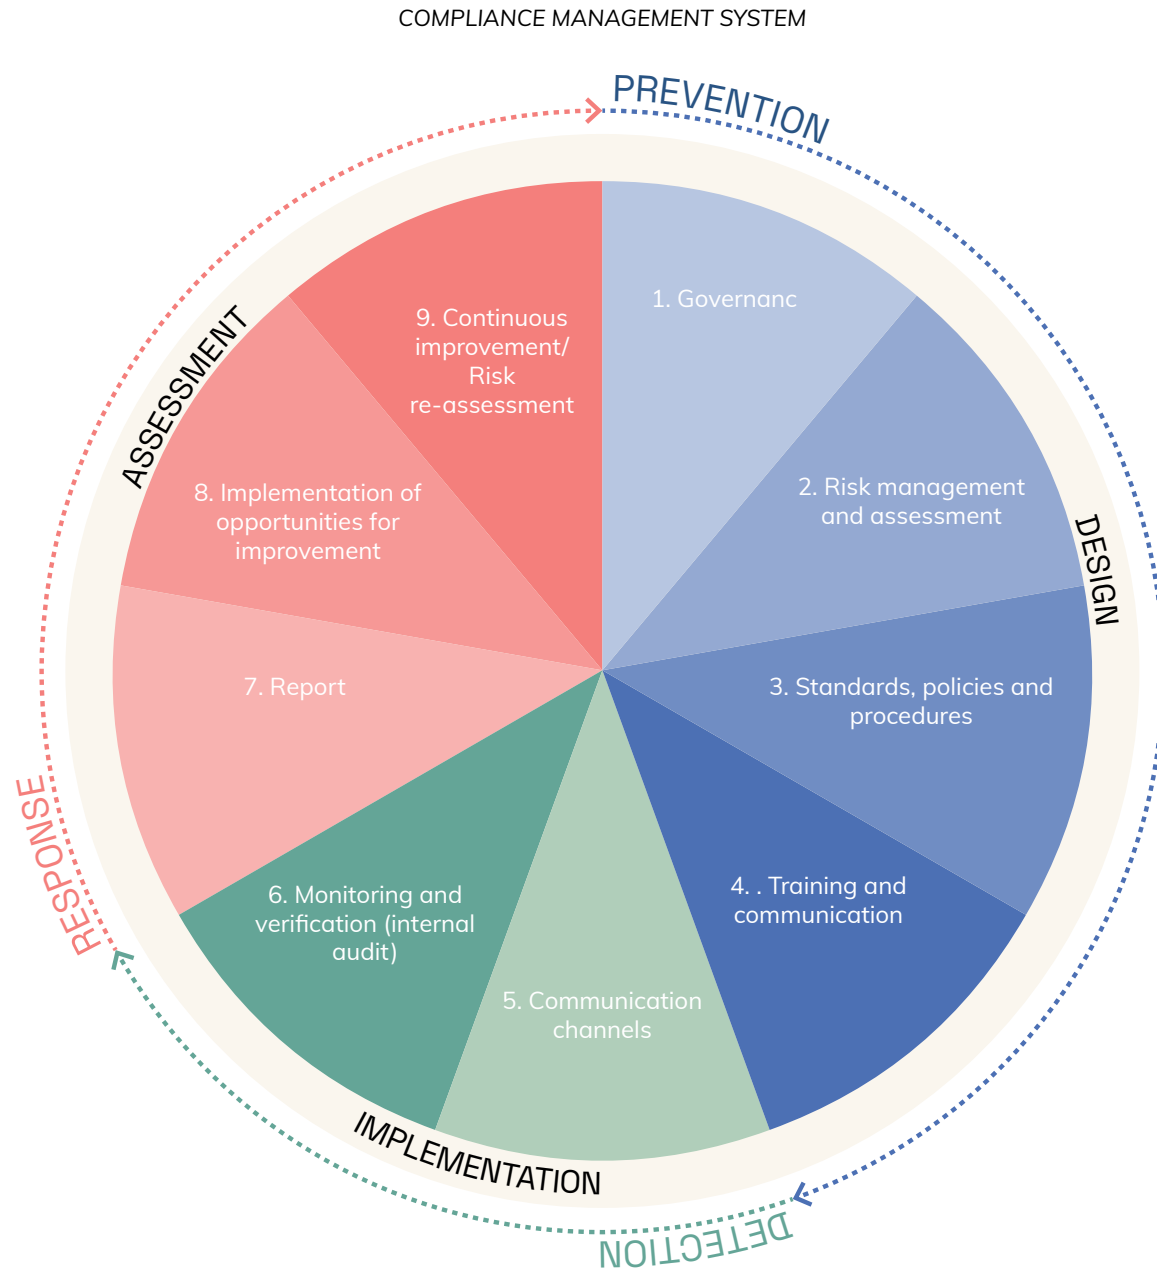 COMPLIANCE MANAGEMENT SYSTEM
PREVENTION
1. Governanc
9. Continuous
improvement/
Risk
re-assessment
ASSESSMENT
2. Risk management
and assessment
8. Implementation of
opportunities for
improvement
DESIGN
7. Report
3. Standards, policies and
procedures
RESPONSE
4. . Training and
communication
6. Monitoring and
verification (internal
audit)
5. Communication
channels
IMPLEMENTATION
DETECTION